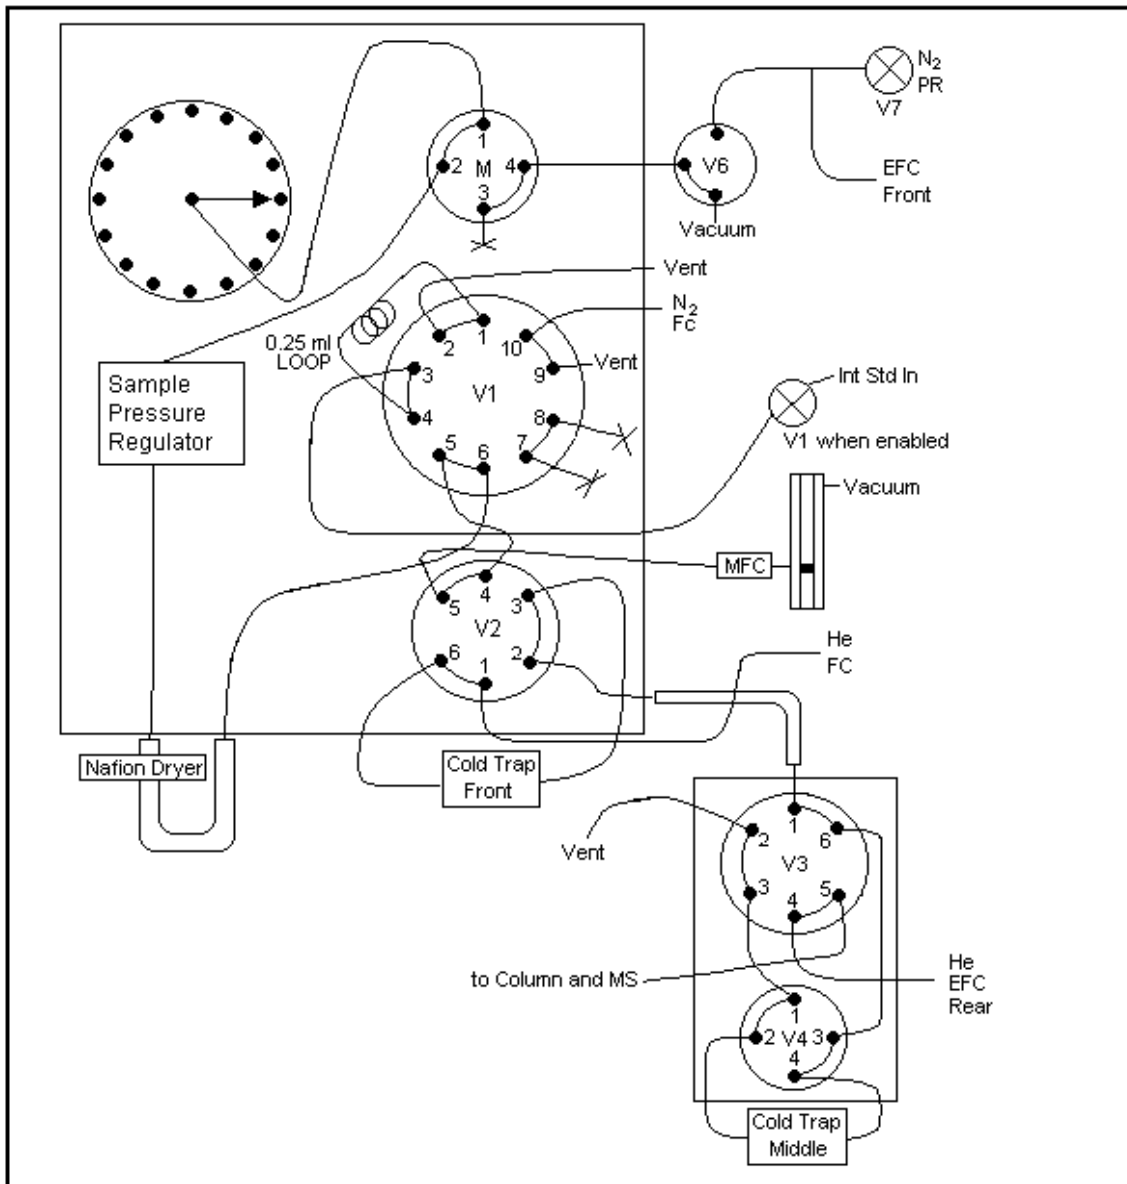 N2
PR
V7
1
2
M
4
3
V6
EFC
Front
Vacuum
Vent
N2
Fc
0.25 ml
LOOP
1
2
10
3
9
Vent
V1
4
8
5
6
7
Int Std In
V1 when enabled
Sample
Pressure
Regulator
Vacuum
MFC
4
5
3
V2
6
1
2
He
FC
Nafion Dryer
Cold Trap
Front
Vent
1
2
6
V3
3
4
5
to Column and MS
He
EFC
Rear
1
2
V4
3
4
Cold Trap
Middle